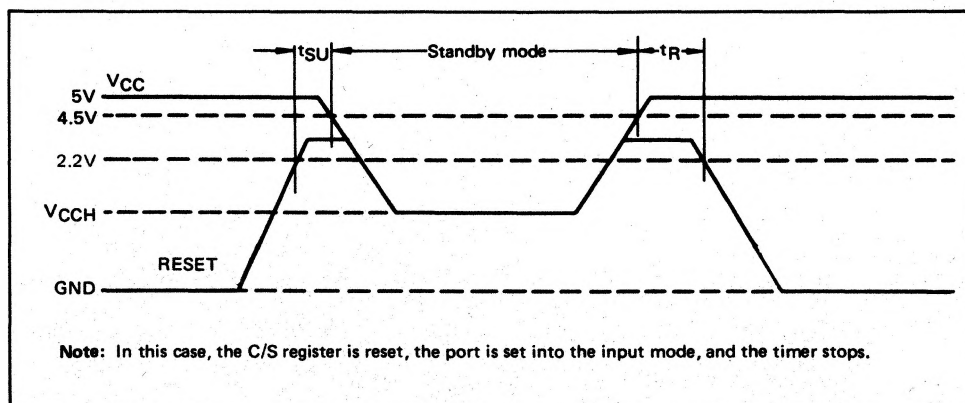 tSU Standby mode tR
VCC
5V
4.5V
2.2V
VCCH
RESET
GND
Note: In this case, the C/S register is reset, the port is set into the input mode, and the timer stops.